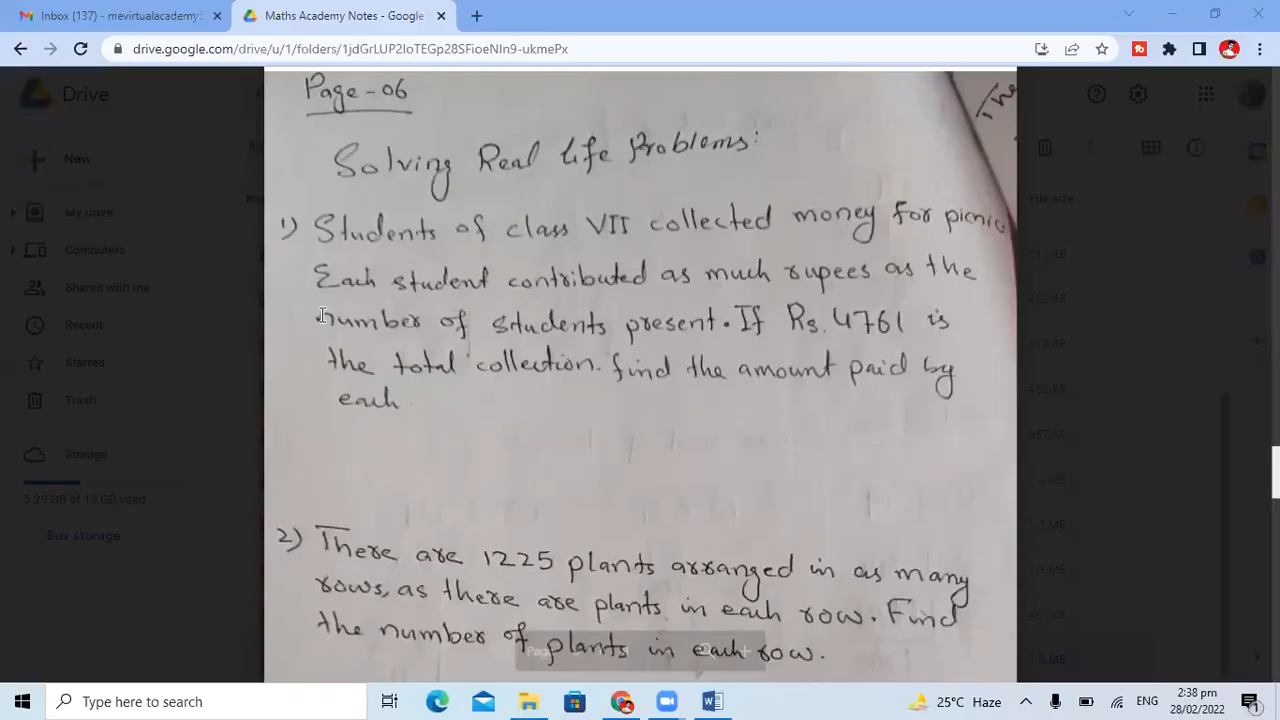 Inbox (137) - mevirtualacademy
Maths Academy Notes - Google
drive.google.com/drive/u/1/folders/1jdGrLUP2IoTEGp28SFioeNIn9-ukmePx
Drive
New
My Drive
Computers
Shared with me
Recent
Starred
Trash
Storage
5.29 GB of 15 GB used
Buy storage
File size
Page-06
The
Solving Real life Problems:
1) Students of class VII collected money for picnic
Each student contributed as much rupees as the
number of students present. If Rs. 4761 is
the total collection. find the amount paid by
each.
2) There are 1225 plants arranged in as many
rows, as there are plants in each row. Find
the number of plants in each row.
Type here to search
25°C Haze
ENG
2:38 pm
28/02/2022